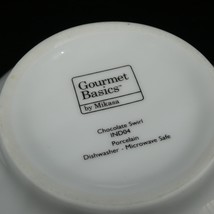 Gourmet
Basics™
by Mikasa
Chocolate Swirl
IND04
Porcelain
Dishwasher - Microwave Safe